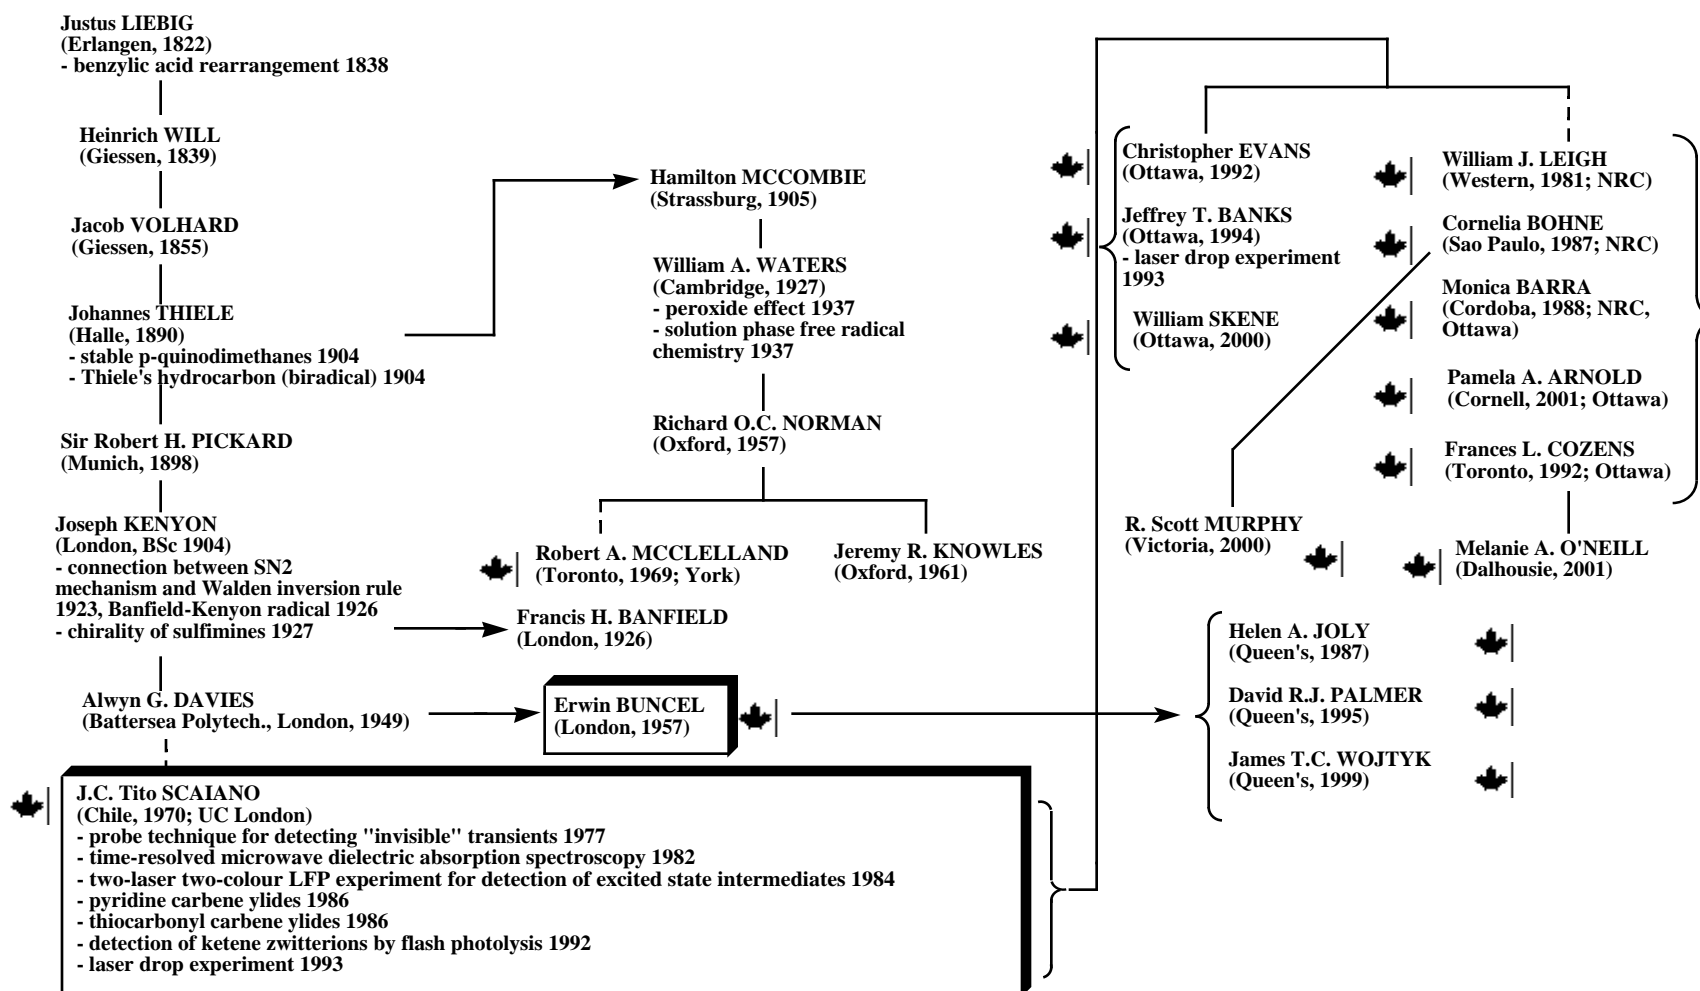 Justus LIEBIG
(Erlangen, 1822)
- benzylic acid rearrangement 1838
Heinrich WILL
(Giessen, 1839)
Jacob VOLHARD
(Giessen, 1855)
Johannes THIELE
(Halle, 1890)
- stable p-quinodimethanes 1904
- Thiele's hydrocarbon (biradical) 1904
Sir Robert H. PICKARD
(Munich, 1898)
Joseph KENYON
(London, BSc 1904)
- connection between SN2
mechanism and Walden inversion rule
1923, Banfield-Kenyon radical 1926
- chirality of sulfimines 1927
Alwyn G. DAVIES
(Battersea Polytech., London, 1949)
J.C. Tito SCAIANO
(Chile, 1970; UC London)
- probe technique for detecting "invisible" transients 1977
- time-resolved microwave dielectric absorption spectroscopy 1982
- two-laser two-colour LFP experiment for detection of excited state intermediates 1984
- pyridine carbene ylides 1986
- thiocarbonyl carbene ylides 1986
- detection of ketene zwitterions by flash photolysis 1992
- laser drop experiment 1993
Hamilton MCCOMBIE
(Strassburg, 1905)
William A. WATERS
(Cambridge, 1927)
- peroxide effect 1937
- solution phase free radical
chemistry 1937
Richard O.C. NORMAN
(Oxford, 1957)
Robert A. MCCLELLAND
(Toronto, 1969; York)
Jeremy R. KNOWLES
(Oxford, 1961)
Francis H. BANFIELD
(London, 1926)
Erwin BUNCEL
(London, 1957)
Christopher EVANS
(Ottawa, 1992)
Jeffrey T. BANKS
(Ottawa, 1994)
- laser drop experiment
1993
William SKENE
(Ottawa, 2000)
William J. LEIGH
(Western, 1981; NRC)
Cornelia BOHNE
(Sao Paulo, 1987; NRC)
Monica BARRA
(Cordoba, 1988; NRC,
Ottawa)
Pamela A. ARNOLD
(Cornell, 2001; Ottawa)
Frances L. COZENS
(Toronto, 1992; Ottawa)
R. Scott MURPHY
(Victoria, 2000)
Melanie A. O'NEILL
(Dalhousie, 2001)
Helen A. JOLY
(Queen's, 1987)
David R.J. PALMER
(Queen's, 1995)
James T.C. WOJTYK
(Queen's, 1999)